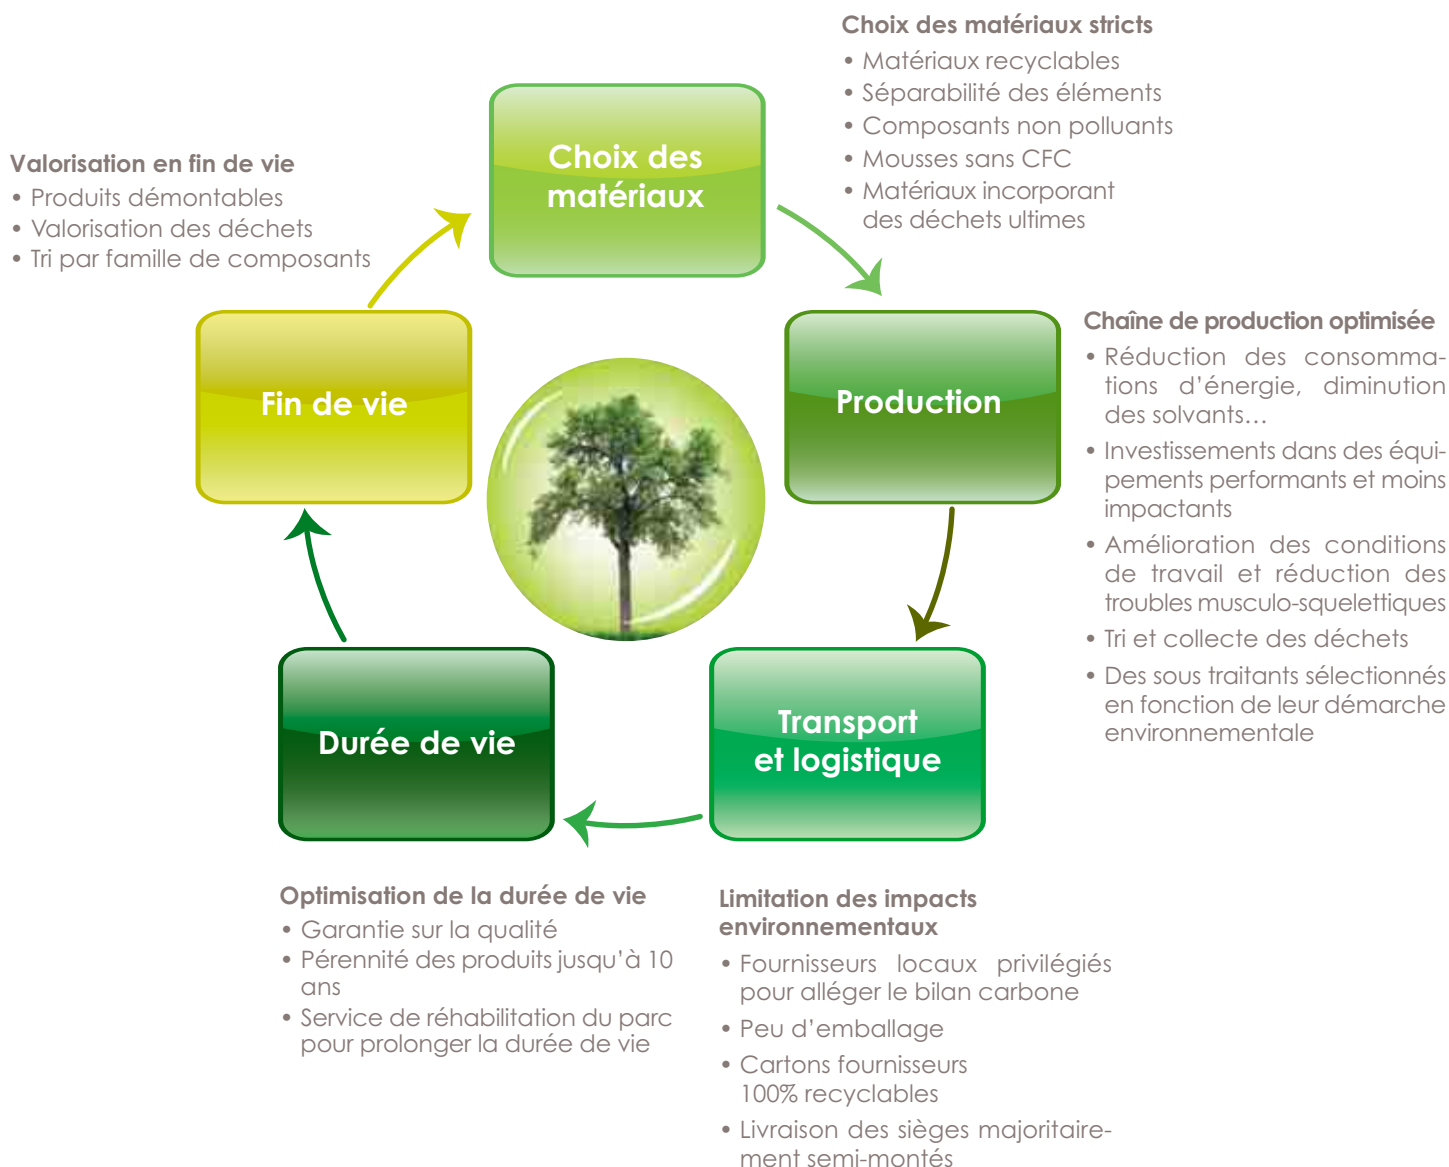 Choix des matériaux stricts
• Matériaux recyclables
• Séparabilité des éléments
• Composants non polluants
• Mousses sans CFC
• Matériaux incorporant
des déchets ultimes
Choix des
matériaux
Valorisation en fin de vie
• Produits démontables
• Valorisation des déchets
• Tri par famille de composants
Fin de vie
Production
Chaîne de production optimisée
• Réduction des consomma-
tions d’énergie, diminution
des solvants…
• Investissements dans des équi-
pements performants et moins
impactants
• Amélioration des conditions
de travail et réduction des
troubles musculo-squelettiques
• Tri et collecte des déchets
• Des sous traitants sélectionnés
en fonction de leur démarche
environnementale
Durée de vie
Transport
et logistique
Optimisation de la durée de vie
• Garantie sur la qualité
• Pérennité des produits jusqu’à 10
ans
• Service de réhabilitation du parc
pour prolonger la durée de vie
Limitation des impacts
environnementaux
• Fournisseurs locaux privilégiés
pour alléger le bilan carbone
• Peu d’emballage
• Cartons fournisseurs
100% recyclables
• Livraison des sièges majoritaire-
ment semi-montés